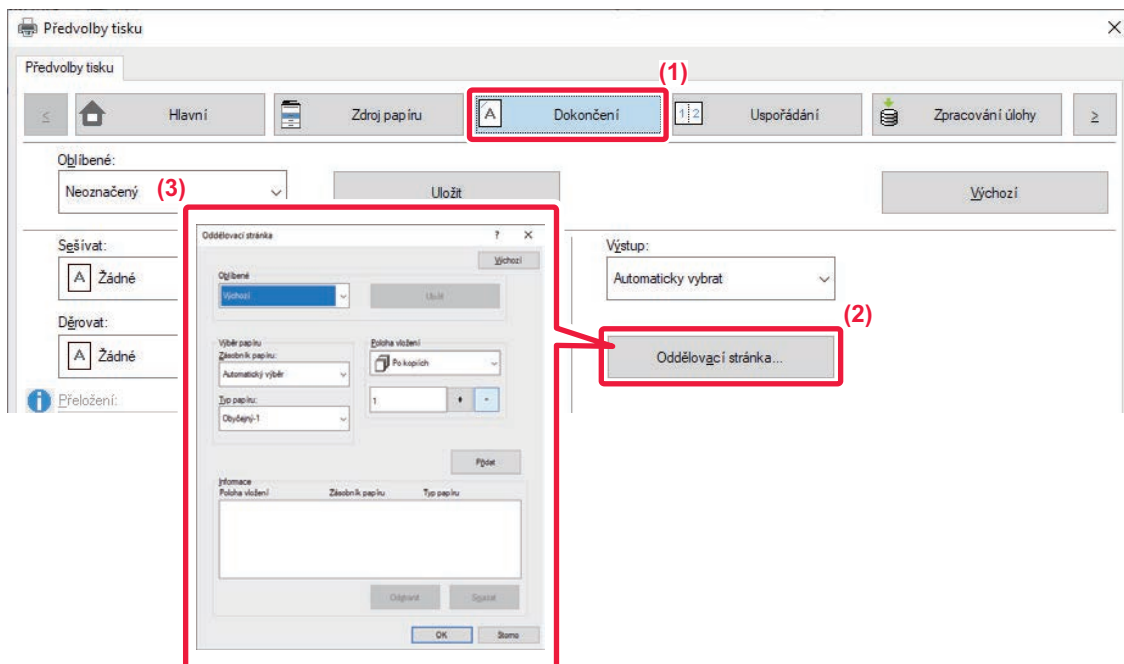 Předvolby tisku
Předvolby tisku
(1)
Hlavní
Zdroj papíru
Dokončení
Uspořádání
Zpracování úlohy
Oblíbené:
Neoznačený
(3)
Uložit
Výchozí
Sešívat:
Žádné
Děrovat:
Žádné
Přeložení:
Oddělovací stránka
Výchozí
Oblíbené
Výchozí
Uložit
Výběr papíru
Zásobník papíru:
Automatický výběr
Typ papíru:
Obyčejný-1
Poloha vložení
Po kopiích
1
+ -
Přidat
Informace
Poloha vložení Zásobník papíru Typ papíru
Odstranit Smazat
OK Storno
Výstup:
Automaticky vybrat
(2)
Oddělovací stránka...